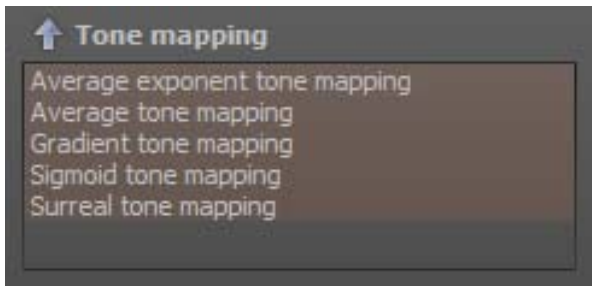 Tone mapping
Average exponent tone mapping
Average tone mapping
Gradient tone mapping
Sigmoid tone mapping
Surreal tone mapping